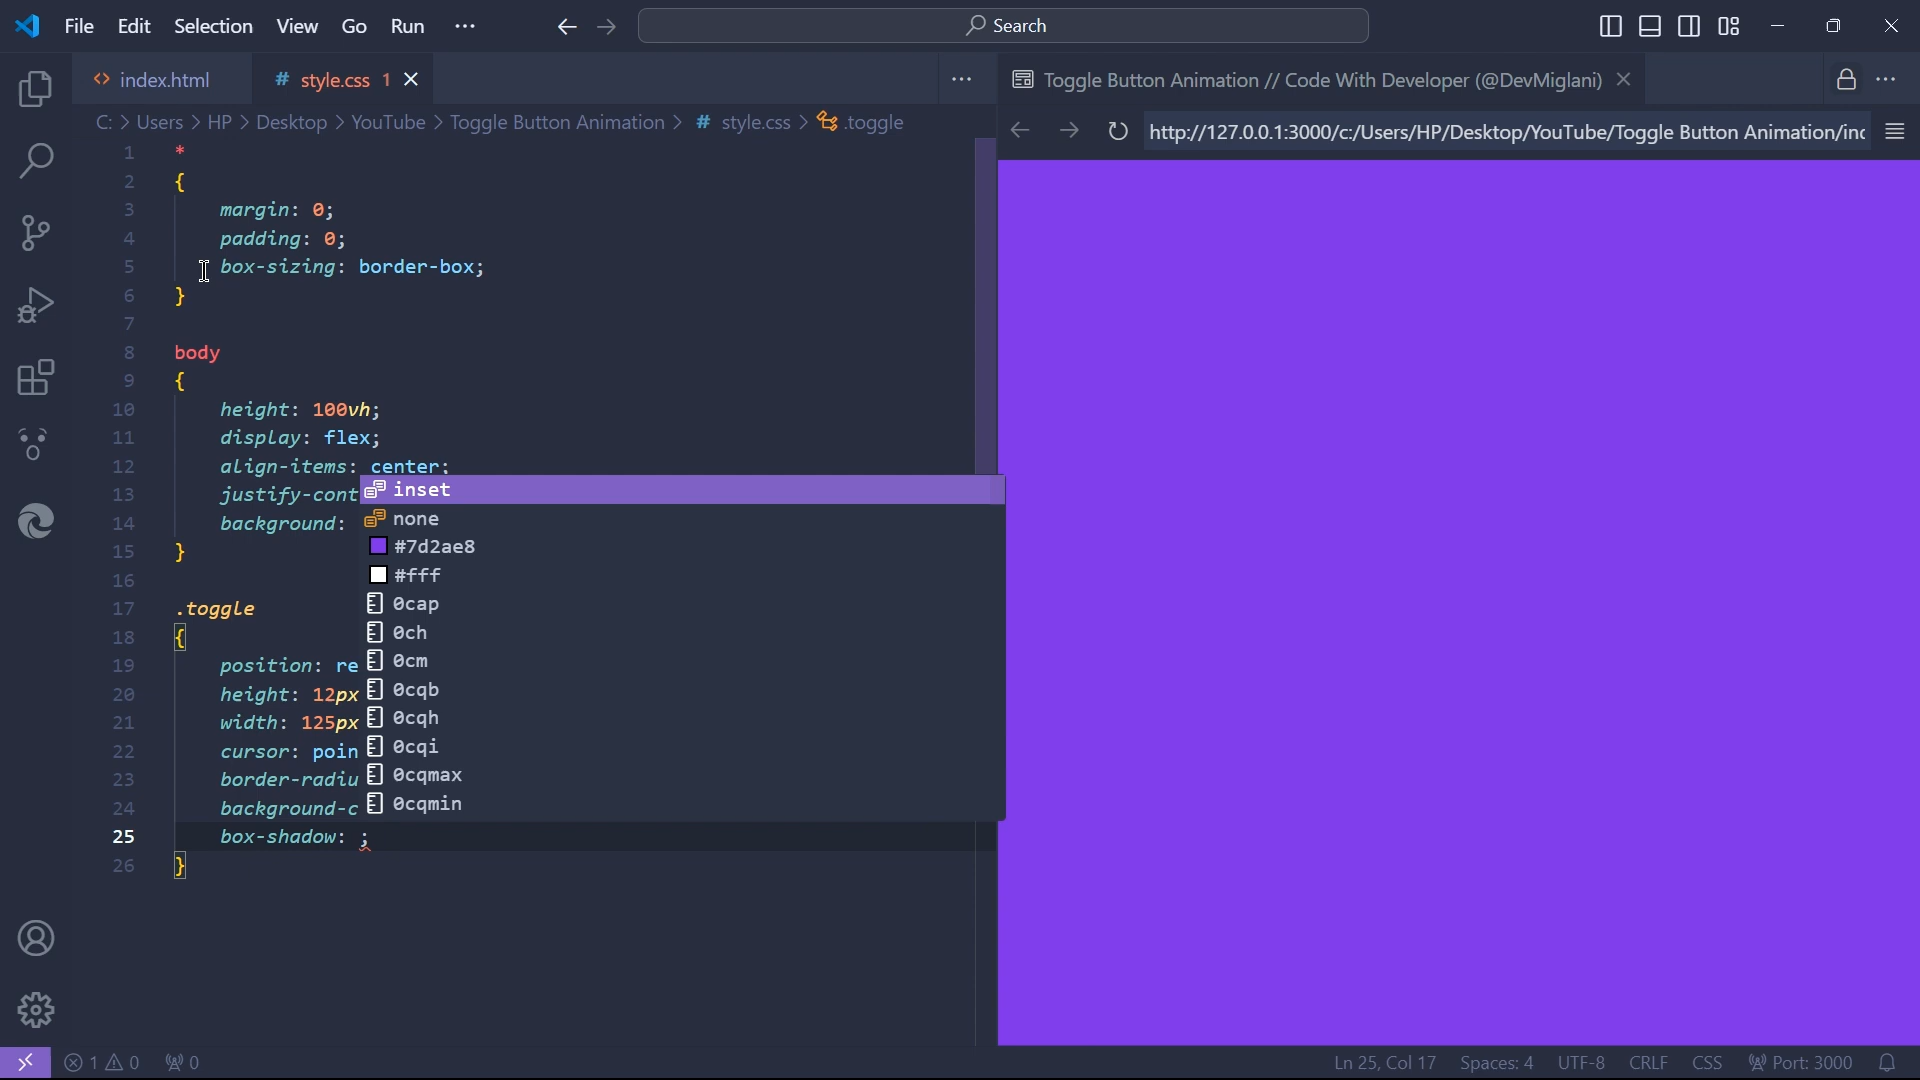 File Edit Selection View Go Run ··· Search
index.html # style.css 1
Toggle Button Animation // Code With Developer (@DevMiglani)
C: > Users > HP > Desktop > YouTube > Toggle Button Animation > # style.css > .toggle
http://127.0.0.1:3000/c:/Users/HP/Desktop/YouTube/Toggle Button Animation/inc
1 *
2 {
3 margin: 0;
4 padding: 0;
5 box-sizing: border-box;
6 }
7
8 body
9 {
10 height: 100vh;
11 display: flex;
12 align-items: center;
13 justify-cont
14 background:
15 }
16
17 .toggle
18 {
19 position: re
20 height: 12px
21 width: 125px
22 cursor: poin
23 border-radiu
24 background-c
25 box-shadow: ;
26 }
inset
none
#7d2ae8
#fff
0cap
0ch
0cm
0cqb
0cqh
0cqi
0cqmax
0cqmin
1 0 0 Ln 25, Col 17 Spaces: 4 UTF-8 CRLF CSS Port: 3000